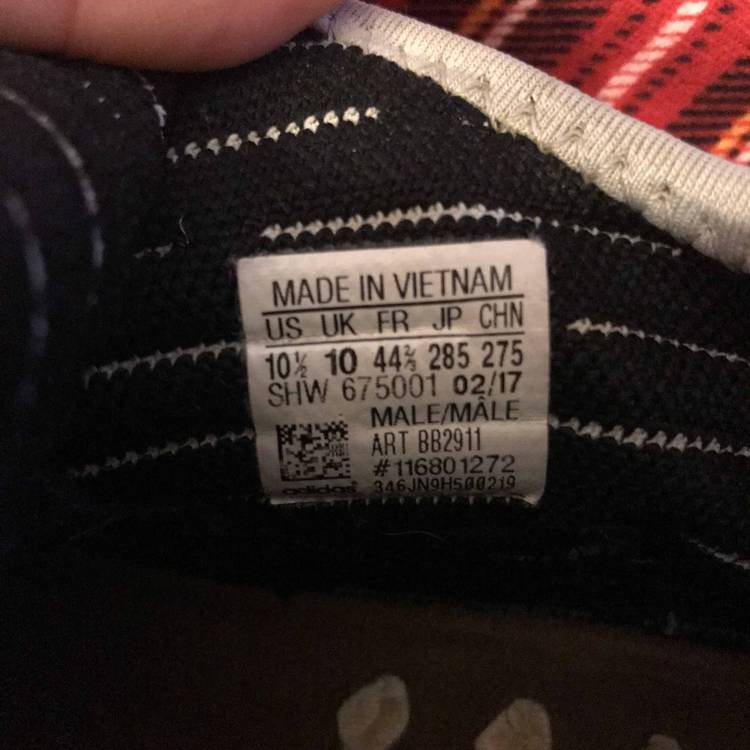 MADE IN VIETNAM
US UK FR JP CHN
10½ 10 44⅔ 285 275
SHW 675001 02/17
MALE/MÂLE
ART BB2911
#116801272
adidas 346JN9H500219